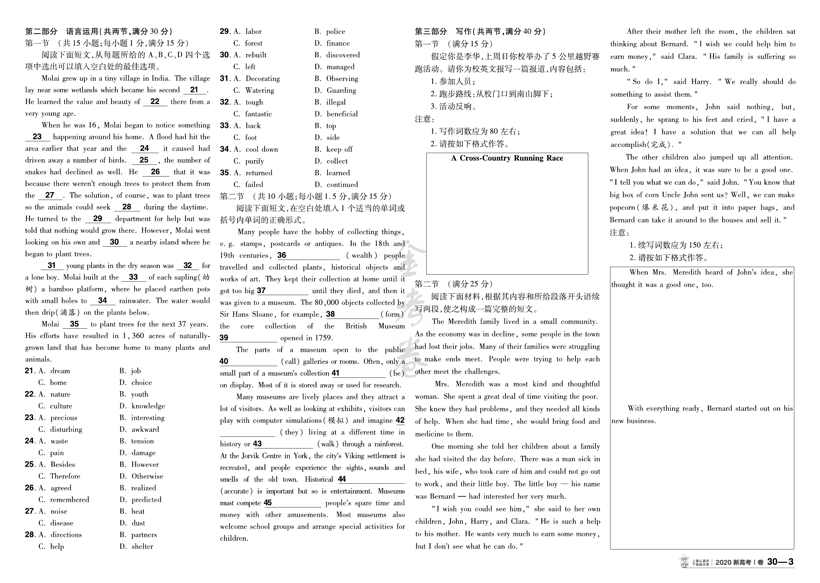 第二部分 语言运用(共两节,满分 30 分)
第一节 (共 15 小题;每小题 1 分,满分 15 分)
阅读下面短文,从每题所给的 A、B、C、D 四个选
项中选出可以填入空白处的最佳选项。
Molai grew up in a tiny village in India. The village
lay near some wetlands which became his second 21 .
He learned the value and beauty of 22 there from a
very young age.
When he was 16, Molai began to notice something
23 happening around his home. A flood had hit the
area earlier that year and the 24 it caused had
driven away a number of birds. 25 , the number of
snakes had declined as well. He 26 that it was
because there weren't enough trees to protect them from
the 27 . The solution, of course, was to plant trees
so the animals could seek 28 during the daytime.
He turned to the 29 department for help but was
told that nothing would grow there. However, Molai went
looking on his own and 30 a nearby island where he
began to plant trees.
31 young plants in the dry season was 32 for
a lone boy. Molai built at the 33 of each sapling(幼
树) a bamboo platform, where he placed earthen pots
with small holes to 34 rainwater. The water would
then drip(滴落) on the plants below.
Molai 35 to plant trees for the next 37 years.
His efforts have resulted in 1,360 acres of naturally-
grown land that has become home to many plants and
animals.
21. A. dream B. job
C. home D. choice
22. A. nature B. youth
C. culture D. knowledge
23. A. precious B. interesting
C. disturbing D. awkward
24. A. waste B. tension
C. pain D. damage
25. A. Besides B. However
C. Therefore D. Otherwise
26. A. agreed B. realized
C. remembered D. predicted
27. A. noise B. heat
C. disease D. dust
28. A. directions B. partners
C. help D. shelter
29. A. labor B. police
C. forest D. finance
30. A. rebuilt B. discovered
C. left D. managed
31. A. Decorating B. Observing
C. Watering D. Guarding
32. A. tough B. illegal
C. fantastic D. beneficial
33. A. back B. top
C. foot D. side
34. A. cool down B. keep off
C. purify D. collect
35. A. returned B. learned
C. failed D. continued
第二节 (共 10 小题;每小题 1.5 分,满分 15 分)
阅读下面短文,在空白处填入 1 个适当的单词或
括号内单词的正确形式。
Many people have the hobby of collecting things,
e. g. stamps, postcards or antiques. In the 18th and
19th centuries, 36 (wealth) people
travelled and collected plants, historical objects and
works of art. They kept their collection at home until it
got too big 37 until they died, and then it
was given to a museum. The 80,000 objects collected by
Sir Hans Sloane, for example, 38 (form)
the core collection of the British Museum
39 opened in 1759.
The parts of a museum open to the public
40 (call) galleries or rooms. Often, only a
small part of a museum's collection 41 (be)
on display. Most of it is stored away or used for research.
Many museums are lively places and they attract a
lot of visitors. As well as looking at exhibits, visitors can
play with computer simulations(模拟) and imagine 42
(they) living at a different time in
history or 43 (walk) through a rainforest.
At the Jorvik Centre in York, the city's Viking settlement is
recreated, and people experience the sights, sounds and
smells of the old town. Historical 44
(accurate) is important but so is entertainment. Museums
must compete 45 people's spare time and
money with other amusements. Most museums also
welcome school groups and arrange special activities for
children.
第三部分 写作(共两节,满分 40 分)
第一节 (满分 15 分)
假定你是李华,上周日你校举办了 5 公里越野赛
跑活动。请你为校英文报写一篇报道,内容包括:
1. 参加人员;
2. 跑步路线:从校门口到南山脚下;
3. 活动反响。
注意:
1. 写作词数应为 80 左右;
2. 请按如下格式作答。
A Cross-Country Running Race
第二节 (满分 25 分)
阅读下面材料,根据其内容和所给段落开头语续
写两段,使之构成一篇完整的短文。
The Meredith family lived in a small community.
As the economy was in decline, some people in the town
had lost their jobs. Many of their families were struggling
to make ends meet. People were trying to help each
other meet the challenges.
Mrs. Meredith was a most kind and thoughtful
woman. She spent a great deal of time visiting the poor.
She knew they had problems, and they needed all kinds
of help. When she had time, she would bring food and
medicine to them.
One morning she told her children about a family
she had visited the day before. There was a man sick in
bed, his wife, who took care of him and could not go out
to work, and their little boy. The little boy — his name
was Bernard — had interested her very much.
"I wish you could see him," she said to her own
children, John, Harry, and Clara. "He is such a help
to his mother. He wants very much to earn some money,
but I don't see what he can do."
After their mother left the room, the children sat
thinking about Bernard. "I wish we could help him to
earn money," said Clara. "His family is suffering so
much."
"So do I," said Harry. "We really should do
something to assist them."
For some moments, John said nothing, but,
suddenly, he sprang to his feet and cried, "I have a
great idea! I have a solution that we can all help
accomplish(完成)."
The other children also jumped up all attention.
When John had an idea, it was sure to be a good one.
"I tell you what we can do," said John. "You know that
big box of corn Uncle John sent us? Well, we can make
popcorn(爆米花), and put it into paper bags, and
Bernard can take it around to the houses and sell it."
注意:
1. 续写词数应为 150 左右;
2. 请按如下格式作答。
When Mrs. Meredith heard of John's idea, she
thought it was a good one, too.
With everything ready, Bernard started out on his
new business.
2020 新高考 Ⅰ 卷 30—3